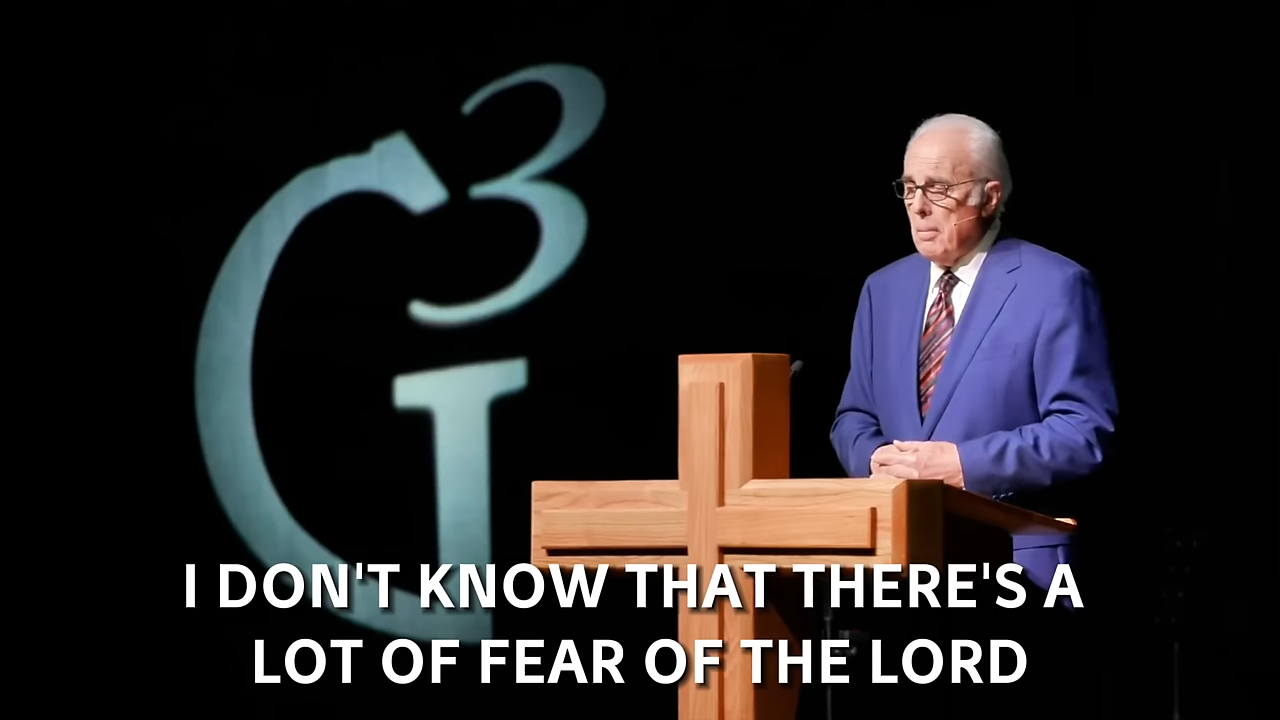 G3
I DON'T KNOW THAT THERE'S A
LOT OF FEAR OF THE LORD